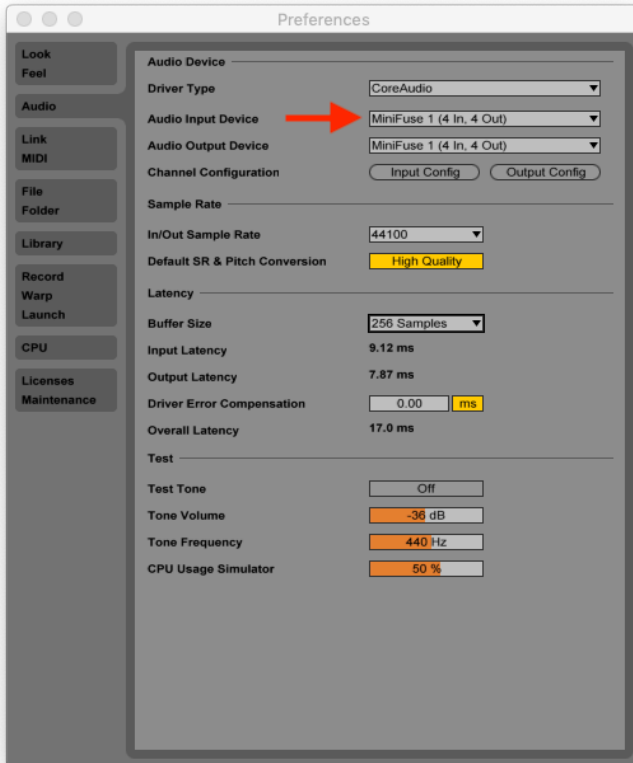 Preferences
Look
Feel
Audio
Link
MIDI
File
Folder
Library
Record
Warp
Launch
CPU
Licenses
Maintenance
Audio Device
Driver Type CoreAudio
Audio Input Device MiniFuse 1 (4 In, 4 Out)
Audio Output Device MiniFuse 1 (4 In, 4 Out)
Channel Configuration Input Config Output Config
Sample Rate
In/Out Sample Rate 44100
Default SR & Pitch Conversion High Quality
Latency
Buffer Size 256 Samples
Input Latency 9.12 ms
Output Latency 7.87 ms
Driver Error Compensation 0.00 ms
Overall Latency 17.0 ms
Test
Test Tone Off
Tone Volume -36 dB
Tone Frequency 440 Hz
CPU Usage Simulator 50 %